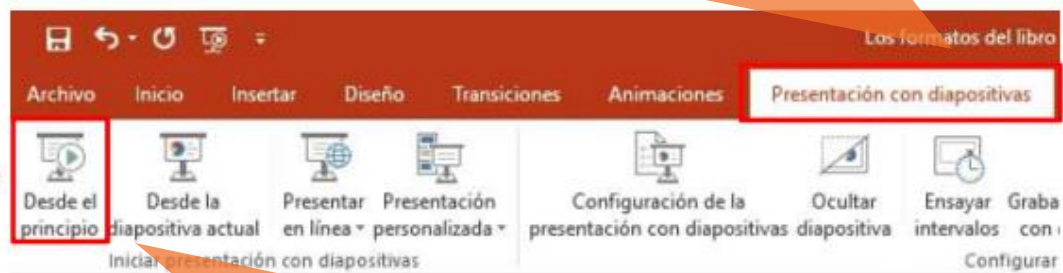 Los formatos del libro
Archivo Inicio Insertar Diseño Transiciones Animaciones Presentación con diapositivas
Desde el principio
Desde la diapositiva actual
Presentar en línea
Presentación personalizada
Configuración de la presentación con diapositivas
Ocultar diapositiva
Ensayar intervalos
con
Iniciar presentación con diapositivas
Configurar